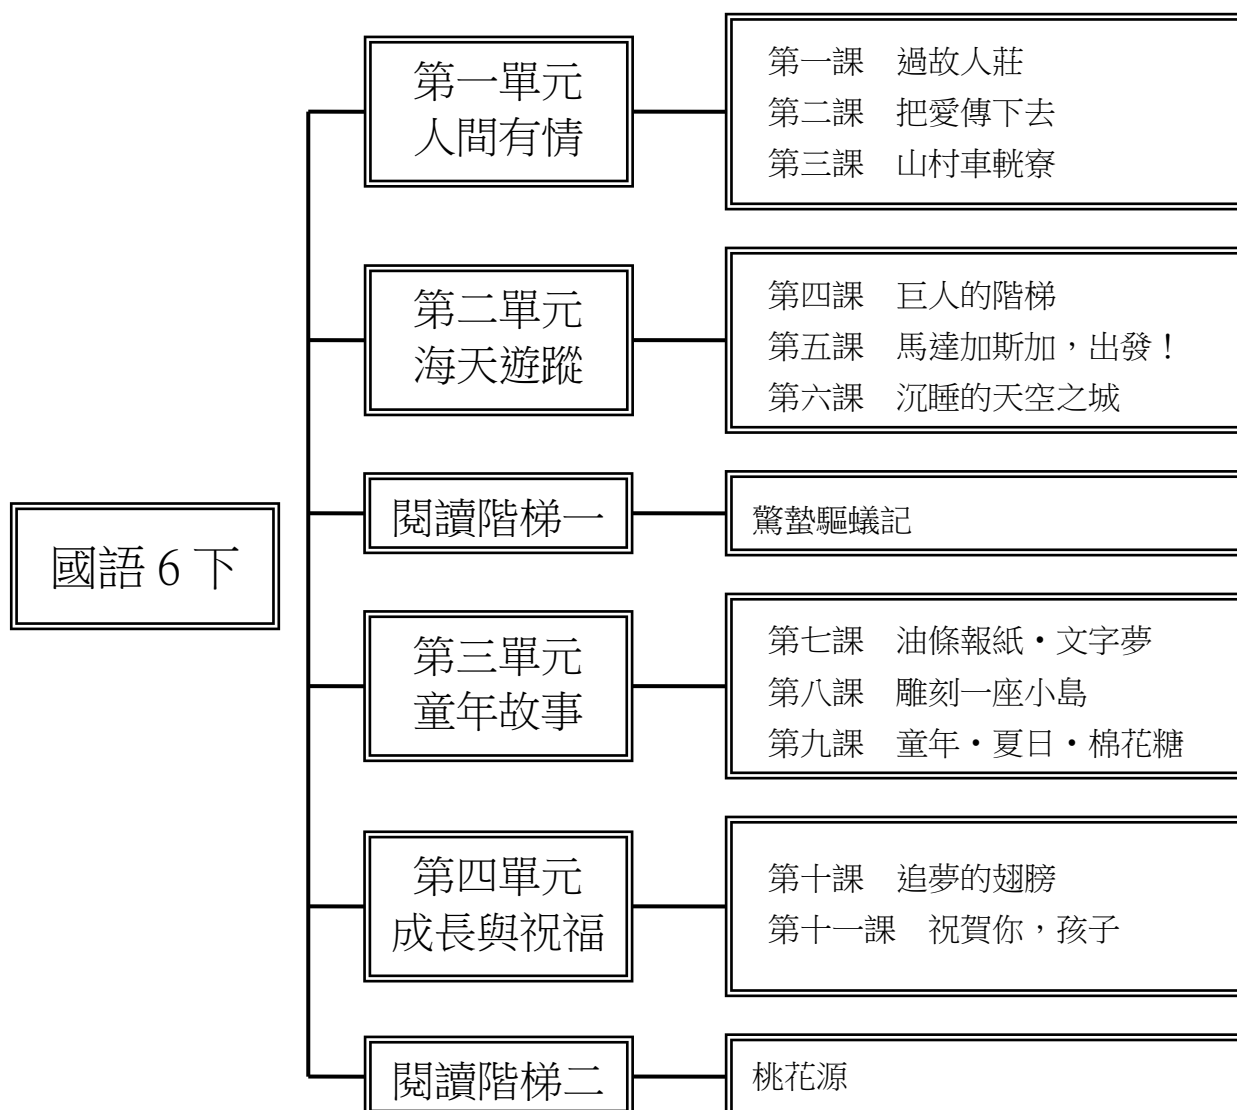 國語 6 下
第一單元
人間有情
第一課　過故人莊
第二課　把愛傳下去
第三課　山村車輄寮
第二單元
海天遊蹤
第四課　巨人的階梯
第五課　馬達加斯加，出發！
第六課　沉睡的天空之城
閱讀階梯一
驚蟄驅蟻記
第三單元
童年故事
第七課　油條報紙・文字夢
第八課　雕刻一座小島
第九課　童年・夏日・棉花糖
第四單元
成長與祝福
第十課　追夢的翅膀
第十一課　祝賀你，孩子
閱讀階梯二
桃花源